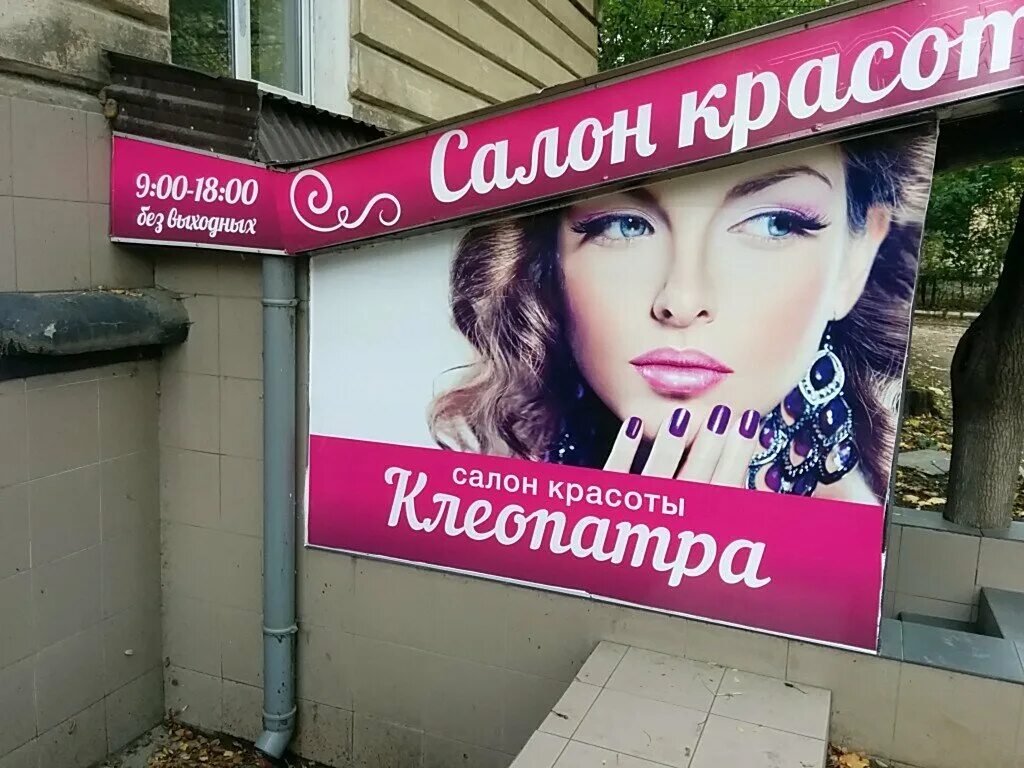 9:00-18:00
без выходных
Салон красот
салон красоты
Клеопатра